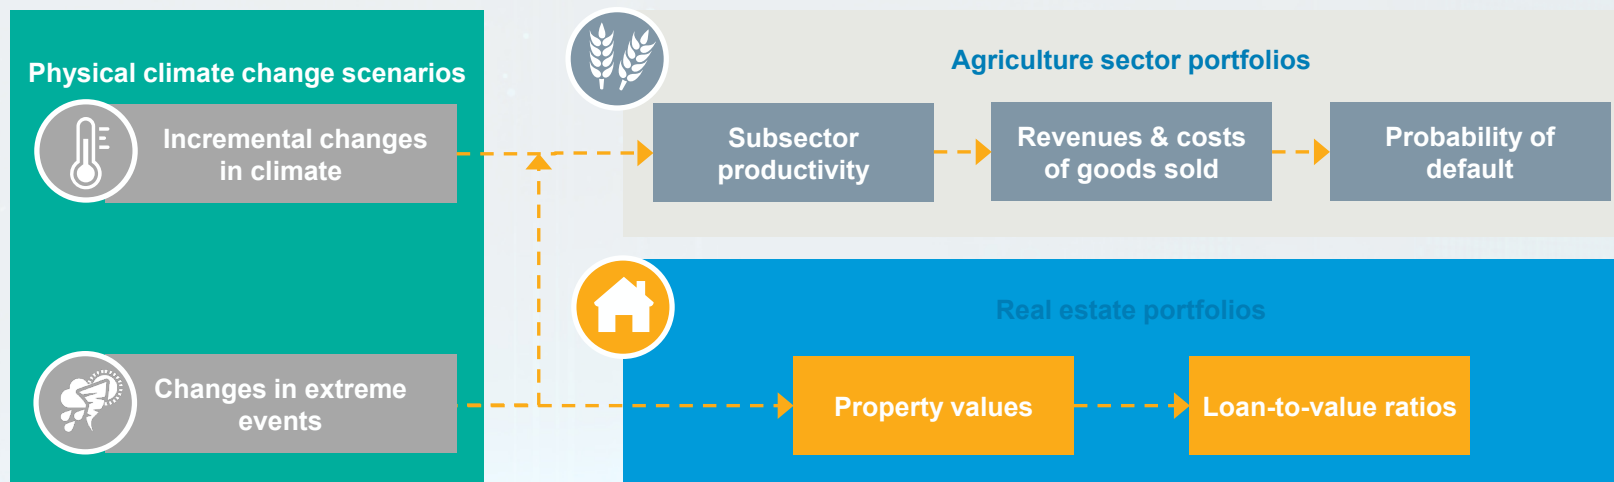 Physical climate change scenarios
Incremental changes
in climate
Changes in extreme
events
Agriculture sector portfolios
Subsector
productivity
Revenues & costs
of goods sold
Probability of
default
Real estate portfolios
Property values
Loan-to-value ratios